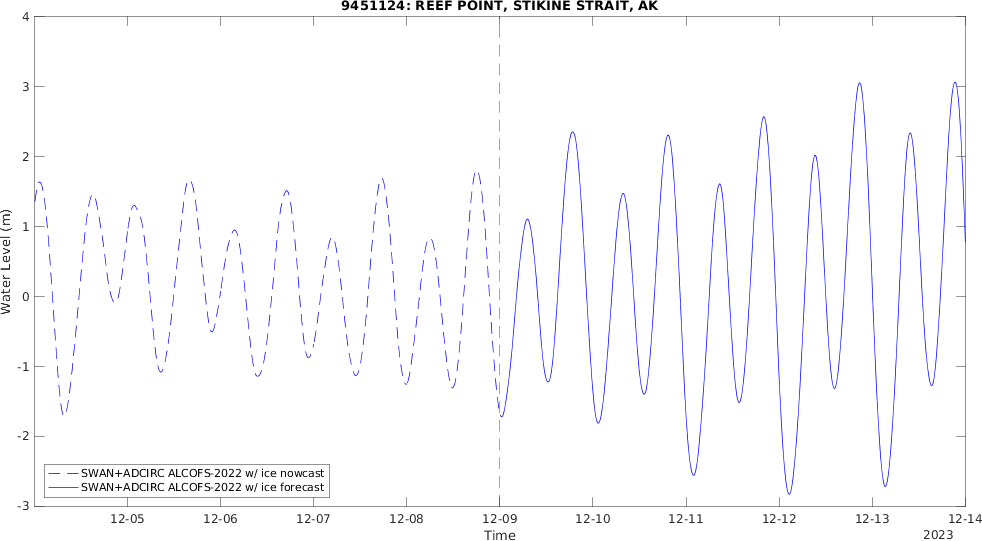 9451124: REEF POINT, STIKINE STRAIT, AK
4
3
2
1
0
-1
-2
-3
Water Level (m)
SWAN+ADCIRC ALCOFS-2022 w/ ice nowcast
SWAN+ADCIRC ALCOFS-2022 w/ ice forecast
12-05 12-06 12-07 12-08 12-09 12-10 12-11 12-12 12-13 12-14
Time
2023